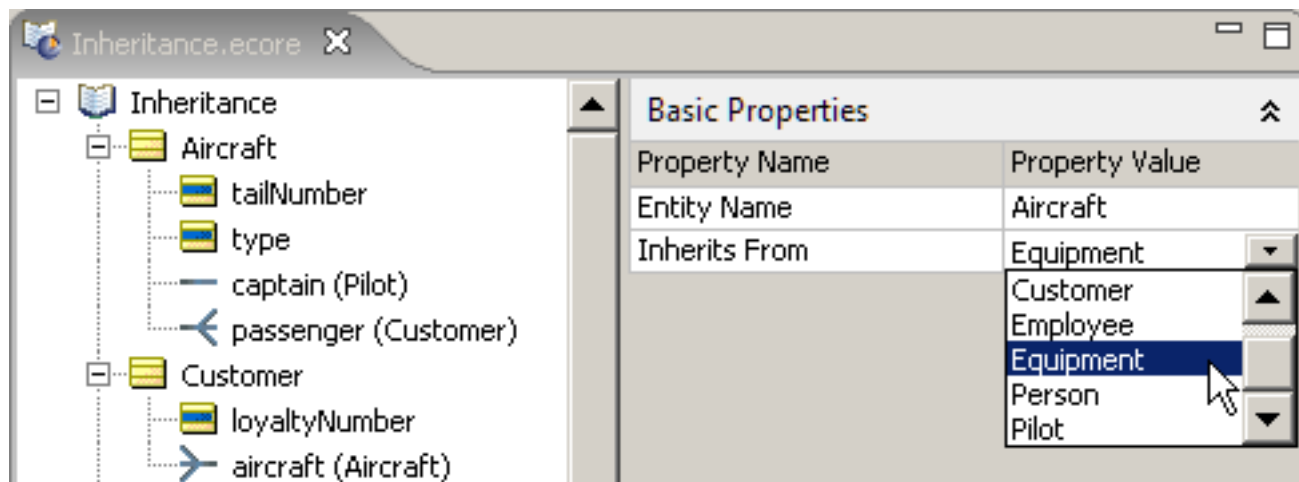 Inheritance.ecore
Inheritance
Aircraft
tailNumber
type
captain (Pilot)
passenger (Customer)
Customer
loyaltyNumber
aircraft (Aircraft)
Basic Properties
Property Name Property Value
Entity Name Aircraft
Inherits From Equipment
Customer
Employee
Equipment
Person
Pilot